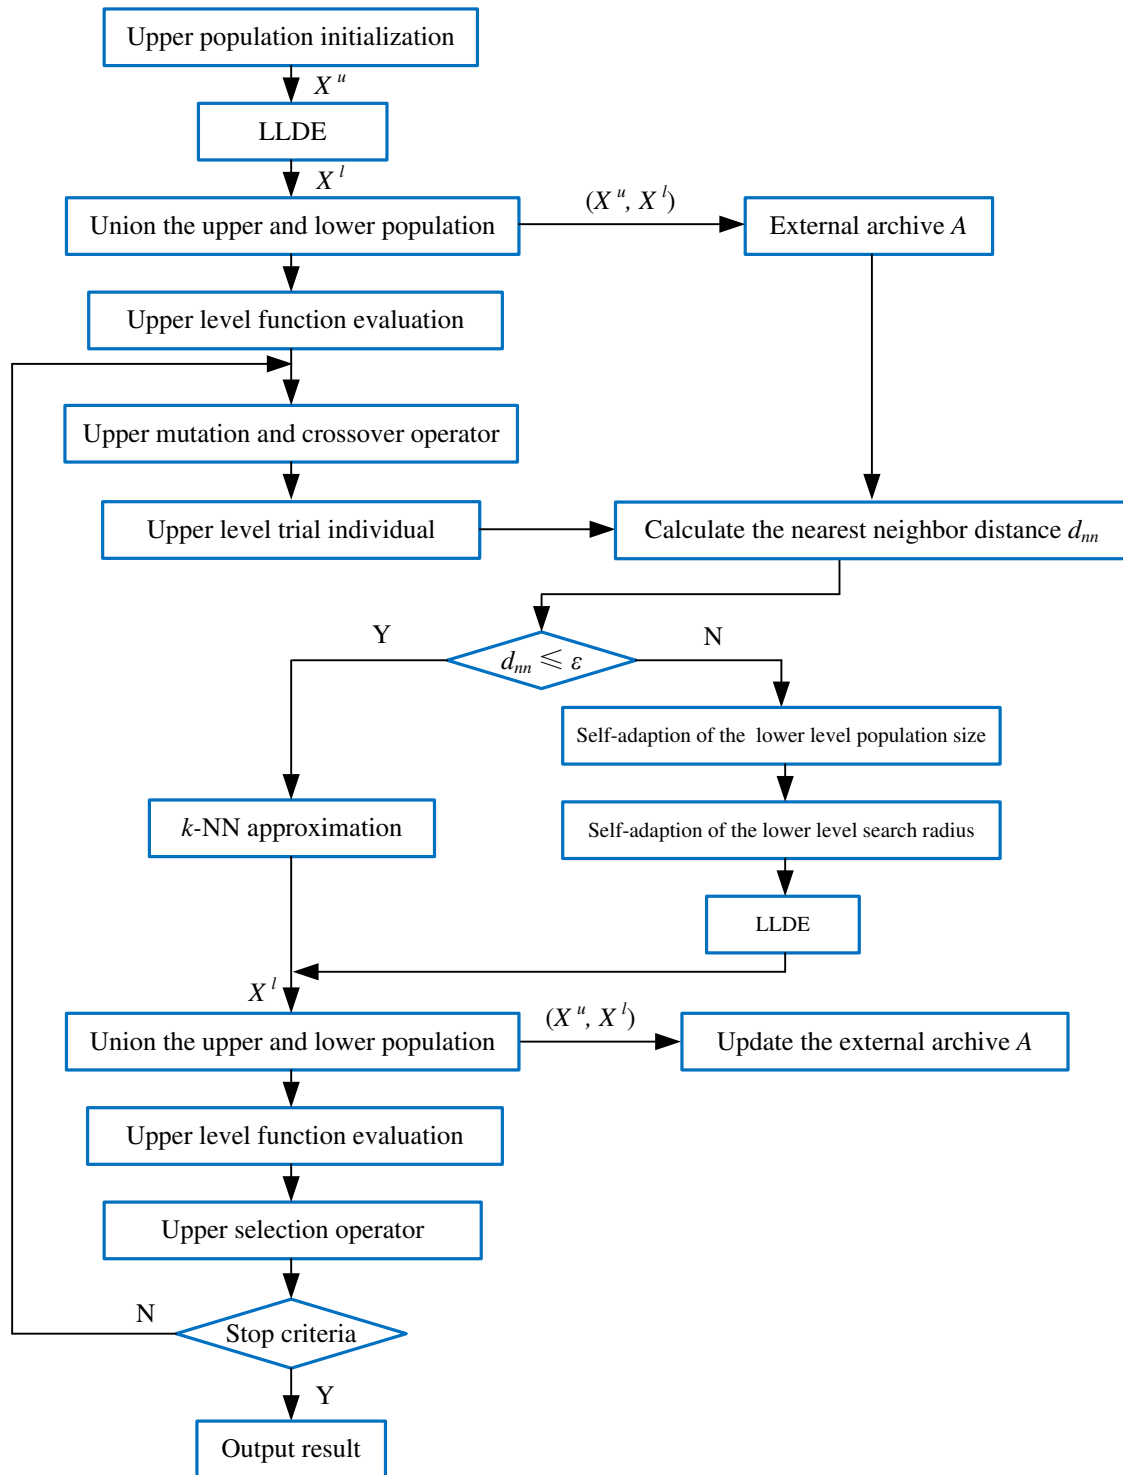 Upper population initialization
X^u
LLDE
X^l
Union the upper and lower population
(X^u, X^l)
External archive A
Upper level function evaluation
Upper mutation and crossover operator
Upper level trial individual
Calculate the nearest neighbor distance d_nn
Y
d_nn ⩽ ε
N
Self-adaption of the lower level population size
k-NN approximation
Self-adaption of the lower level search radius
LLDE
X^l
Union the upper and lower population
(X^u, X^l)
Update the external archive A
Upper level function evaluation
Upper selection operator
N
Stop criteria
Y
Output result